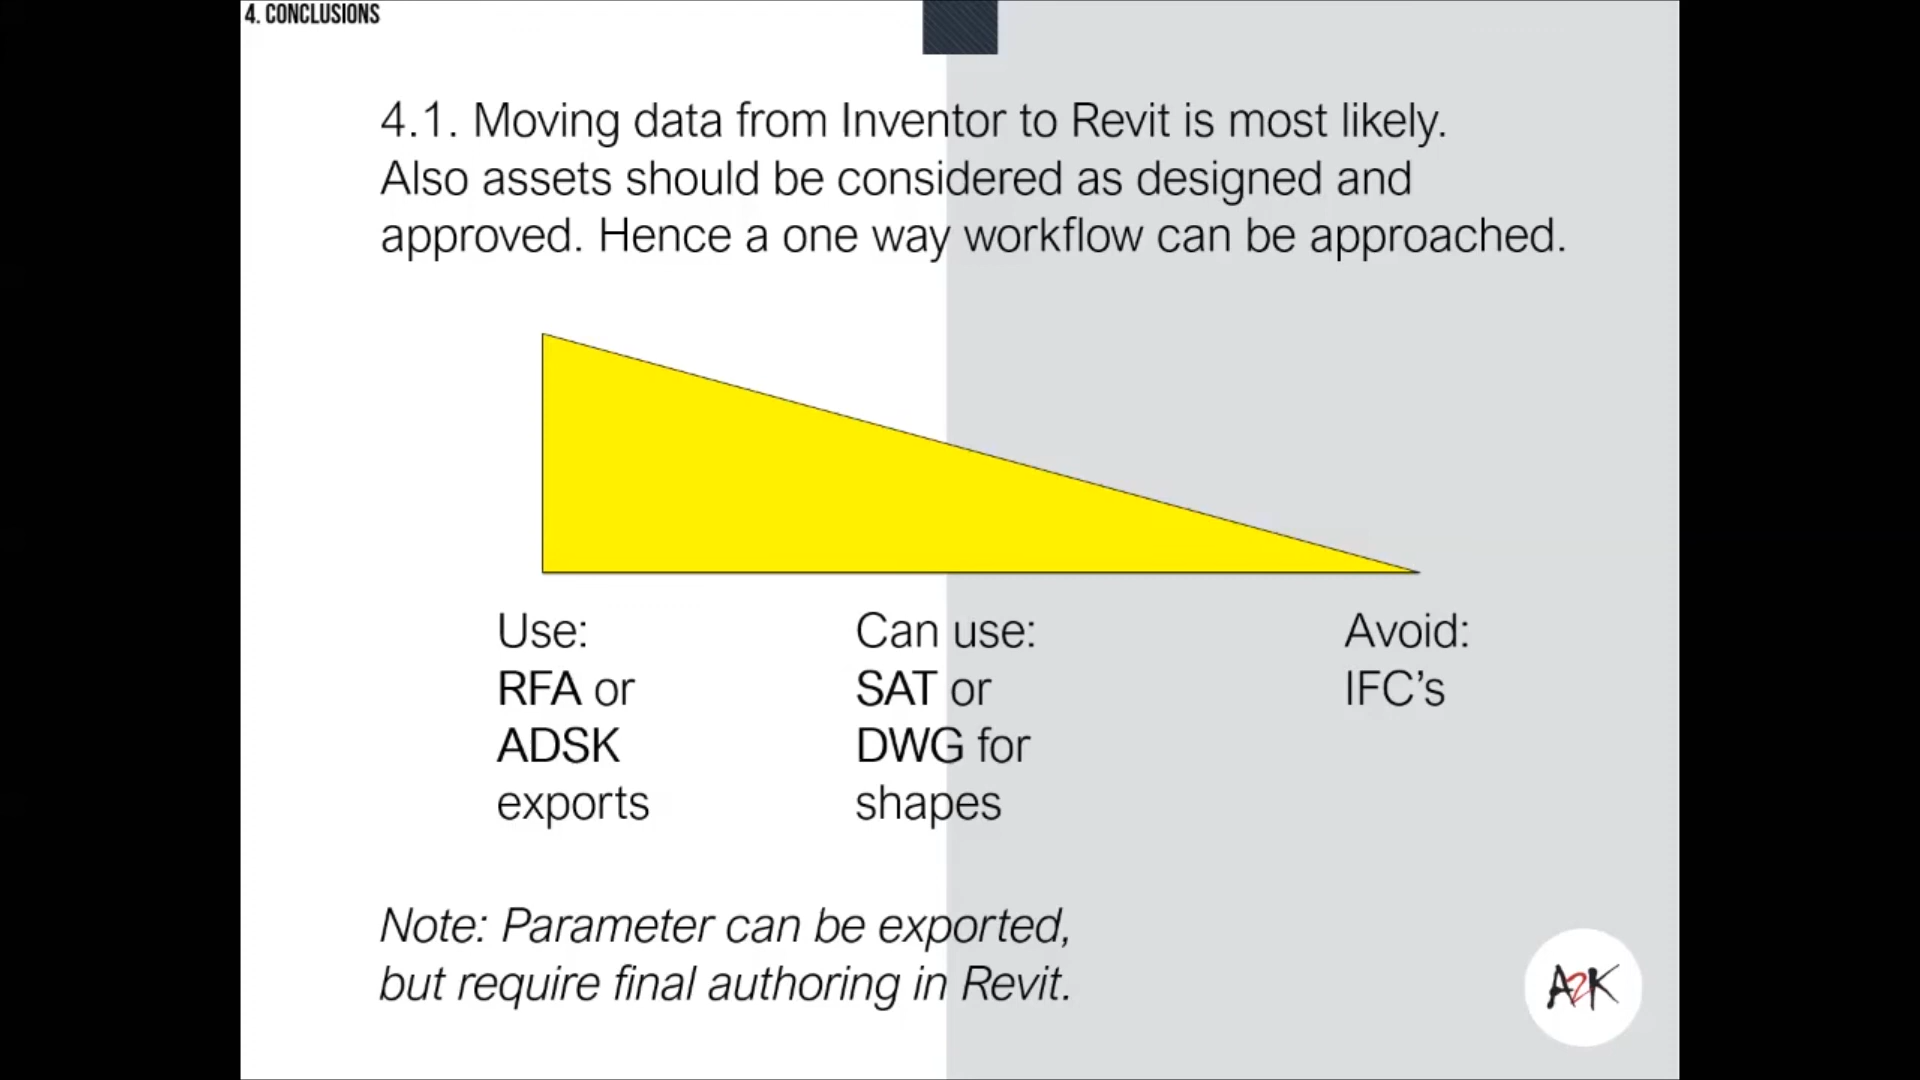 4. CONCLUSIONS
4.1. Moving data from Inventor to Revit is most likely.
Also assets should be considered as designed and
approved. Hence a one way workflow can be approached.
Use:
RFA or
ADSK
exports
Can use:
SAT or
DWG for
shapes
Avoid:
IFC’s
Note: Parameter can be exported,
but require final authoring in Revit.
A2K